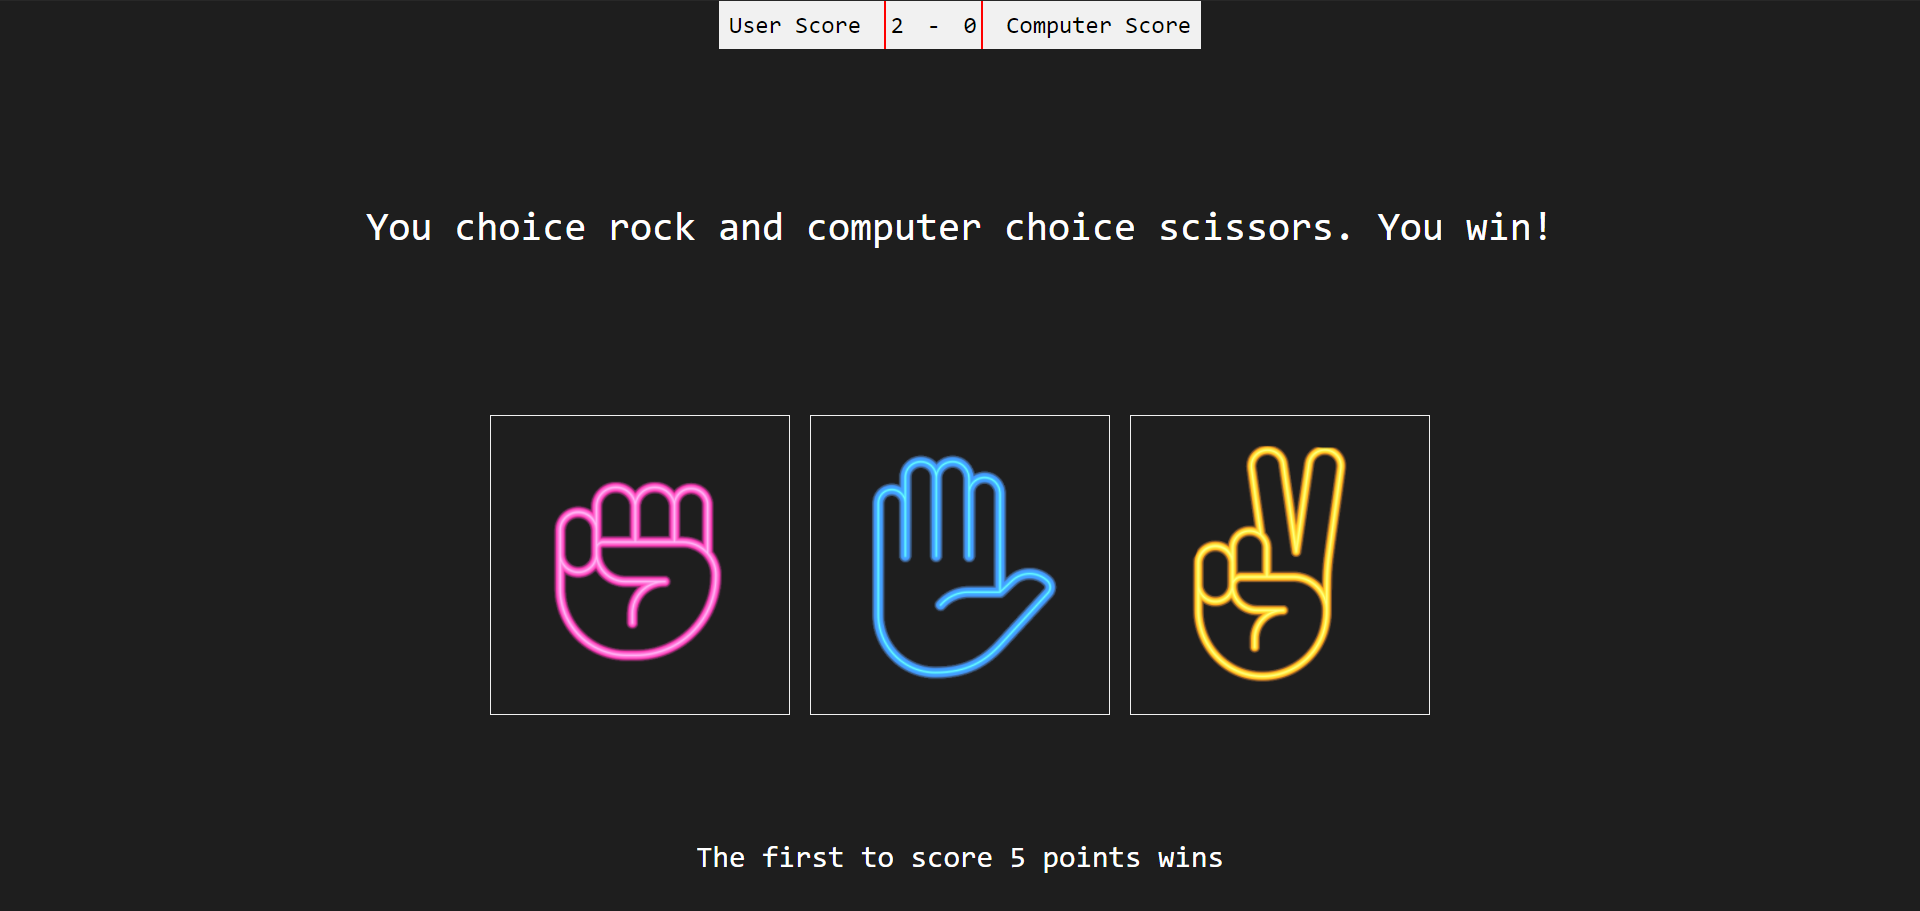 User Score 2 - 0 Computer Score
You choice rock and computer choice scissors. You win!
The first to score 5 points wins